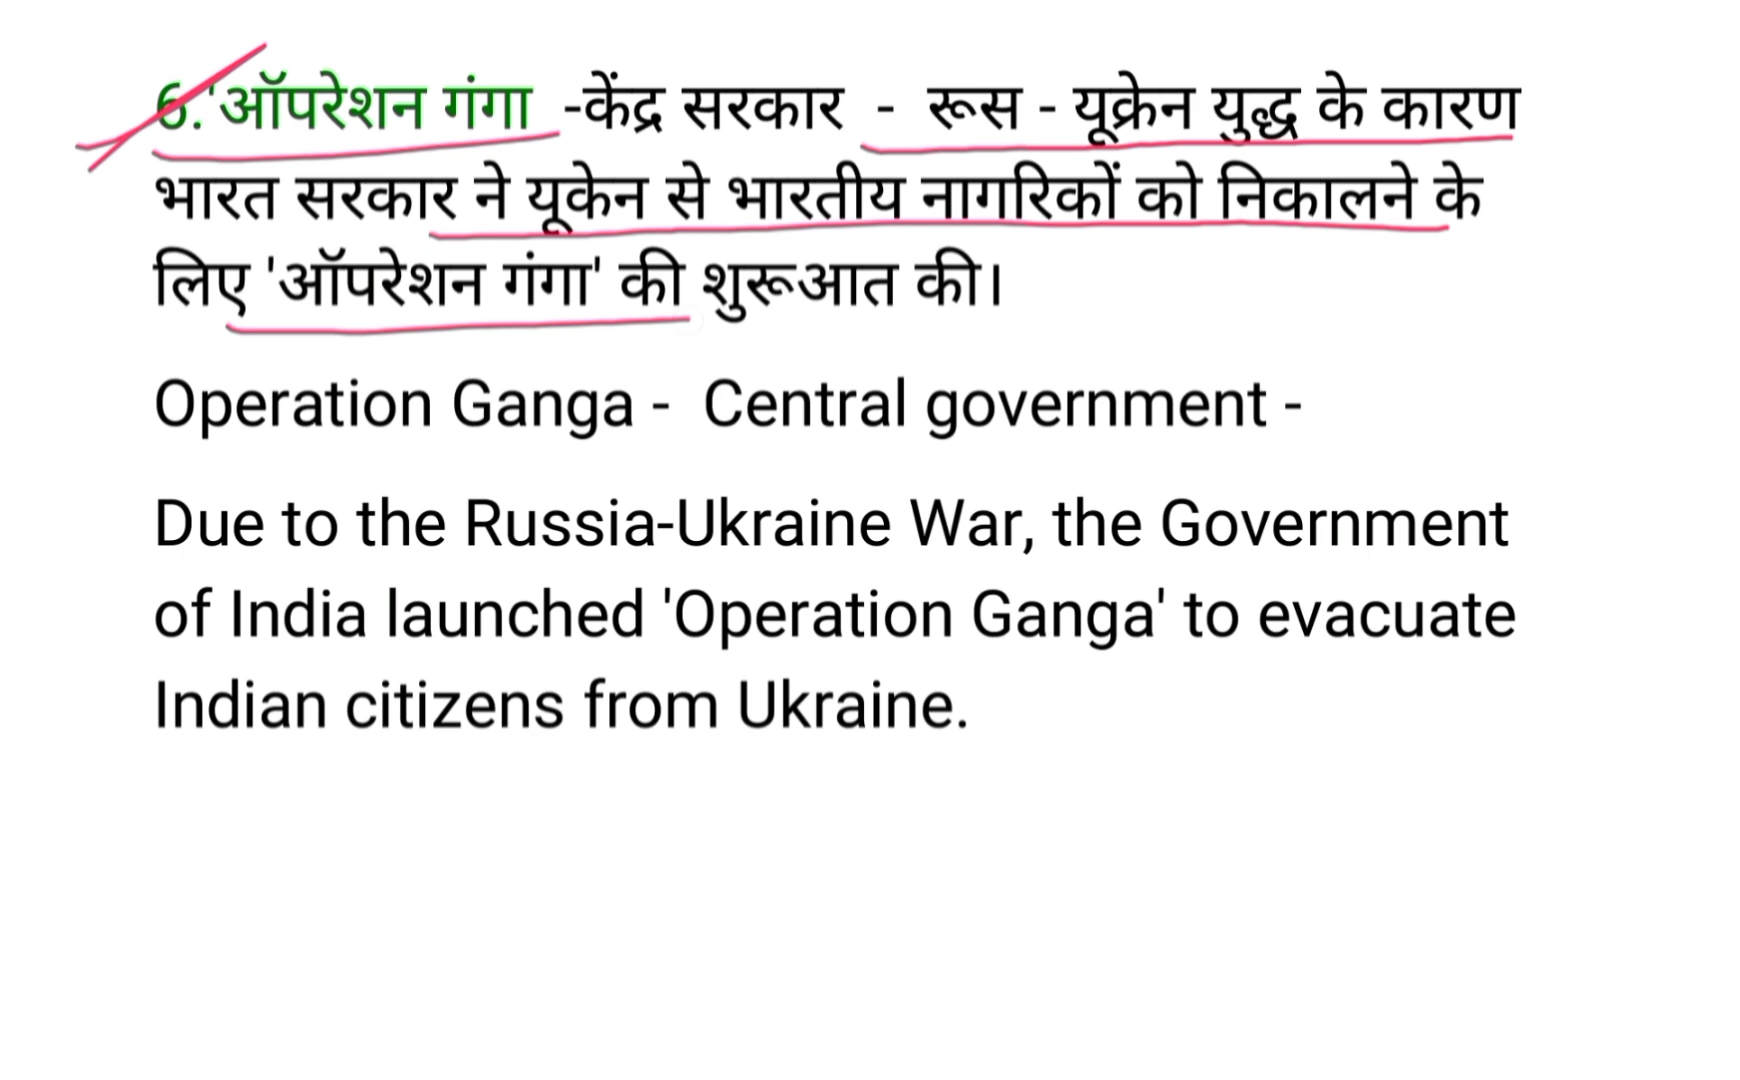 6.'ऑपरेशन गंगा -केंद्र सरकार - रूस - यूक्रेन युद्ध के कारण
भारत सरकार ने यूकेन से भारतीय नागरिकों को निकालने के
लिए 'ऑपरेशन गंगा' की शुरूआत की।
Operation Ganga - Central government -
Due to the Russia-Ukraine War, the Government
of India launched 'Operation Ganga' to evacuate
Indian citizens from Ukraine.